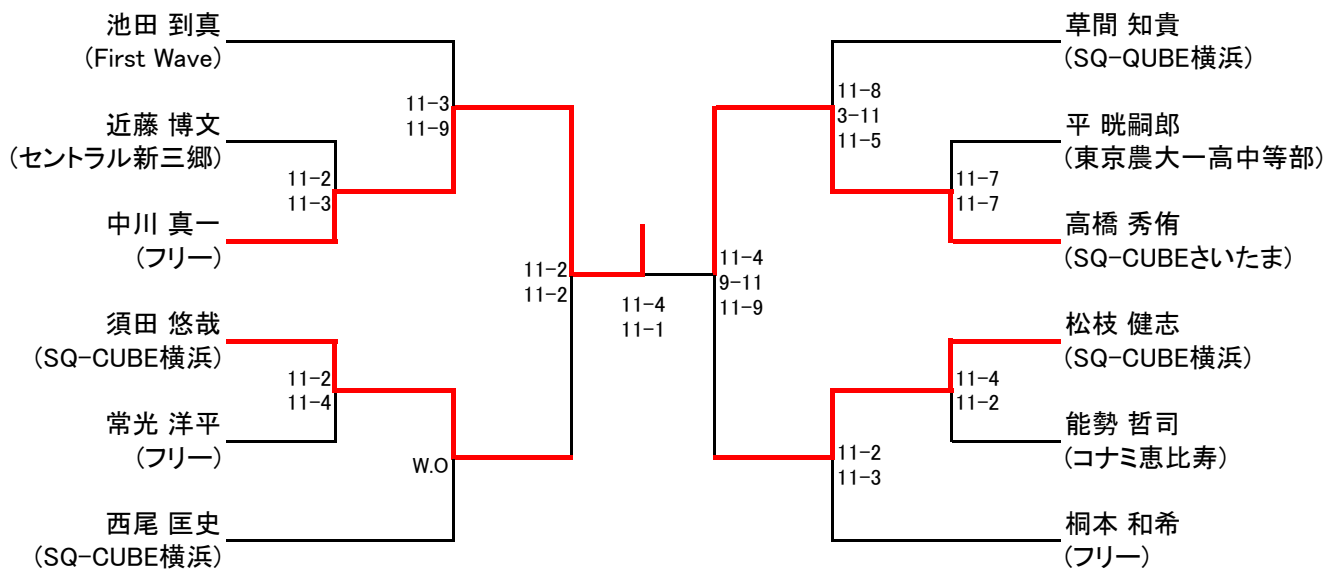 池田 到真
(First Wave)
11-3
11-9
近藤 博文
(セントラル新三郷)
11-2
11-3
中川 真一
(フリー)
11-2
11-2
須田 悠哉
(SQ-CUBE横浜)
11-2
11-4
常光 洋平
(フリー)
W.O
西尾 匡史
(SQ-CUBE横浜)
11-4
11-1
草間 知貴
(SQ-QUBE横浜)
11-8
3-11
11-5
平 晄嗣郎
(東京農大一高中等部)
11-7
11-7
高橋 秀侑
(SQ-CUBEさいたま)
11-4
9-11
11-9
松枝 健志
(SQ-CUBE横浜)
11-4
11-2
能勢 哲司
(コナミ恵比寿)
11-2
11-3
桐本 和希
(フリー)